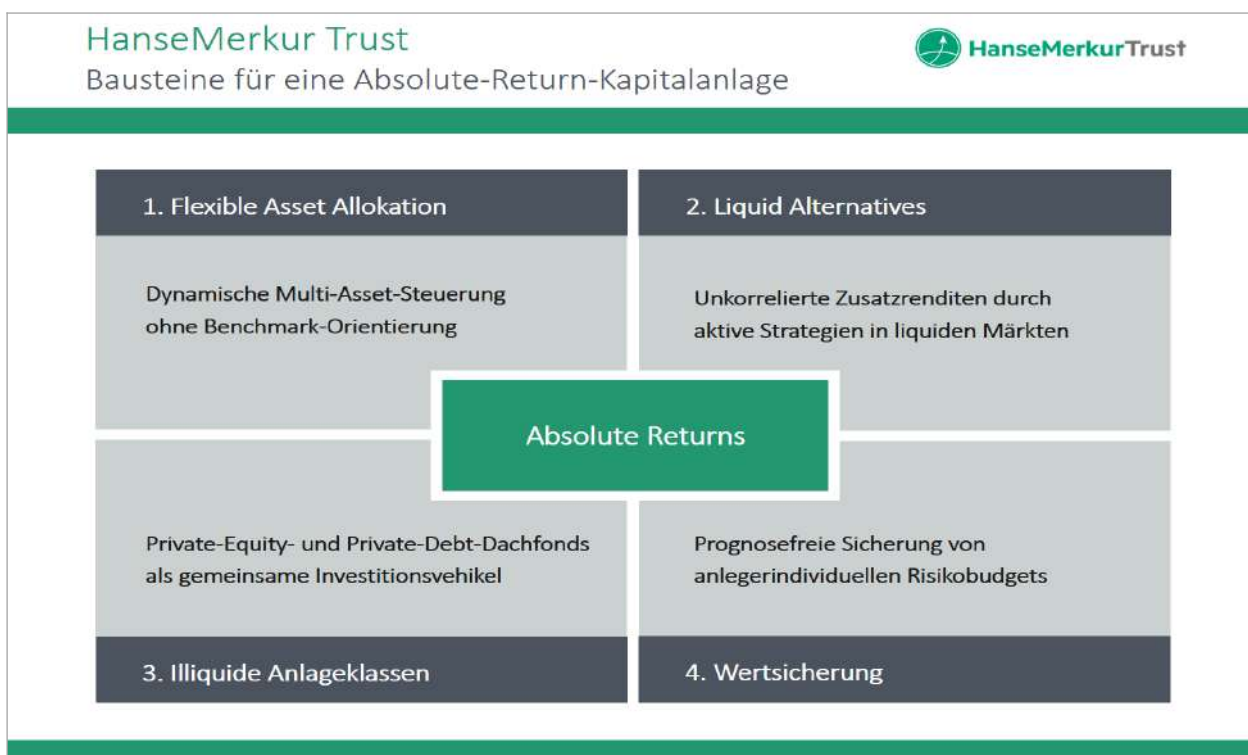 HanseMerkur Trust
HanseMerkurTrust
Bausteine für eine Absolute-Return-Kapitalanlage
1. Flexible Asset Allokation
Dynamische Multi-Asset-Steuerung
ohne Benchmark-Orientierung
2. Liquid Alternatives
Unkorrelierte Zusatzrenditen durch
aktive Strategien in liquiden Märkten
Absolute Returns
Private-Equity- und Private-Debt-Dachfonds
als gemeinsame Investitionsvehikel
3. Illiquide Anlageklassen
Prognosefreie Sicherung von
anlegerindividuellen Risikobudgets
4. Wertsicherung